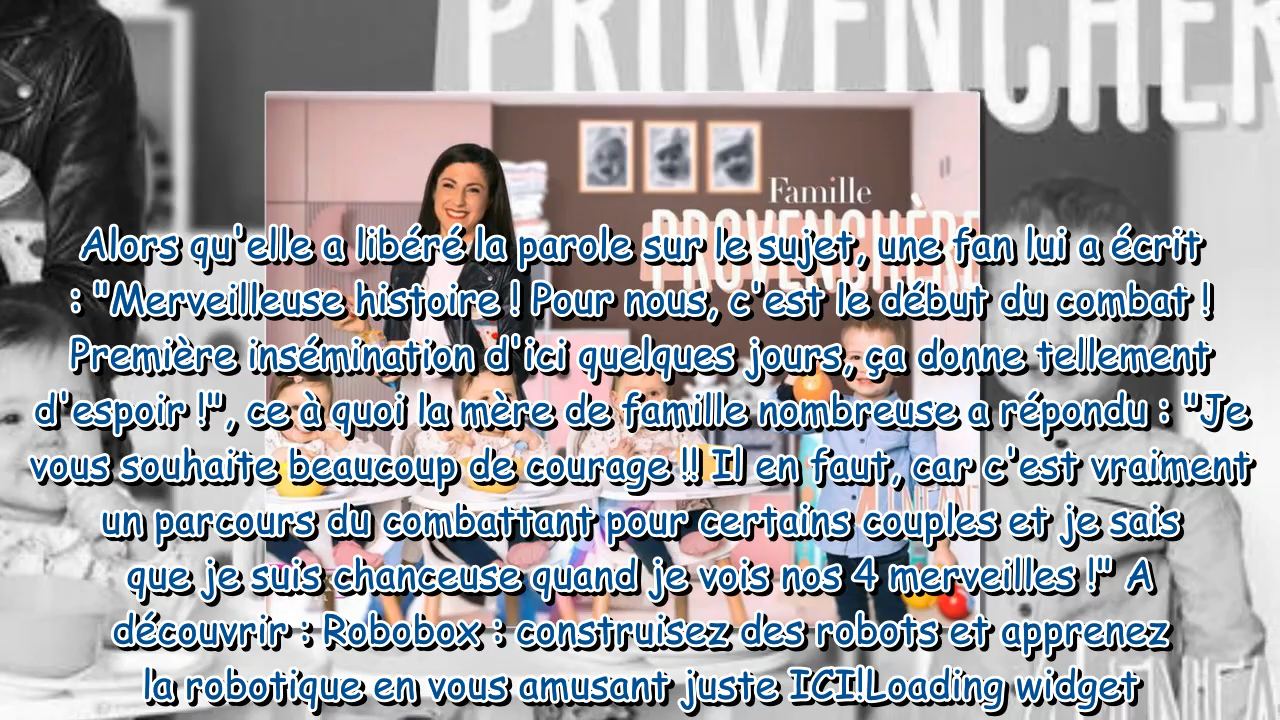 PROVENCHÈR
Famille
PROVENCHÈRE
Alors qu'elle a libéré la parole sur le sujet, une fan lui a écrit
: "Merveilleuse histoire ! Pour nous, c'est le début du combat !
Première insémination d'ici quelques jours, ça donne tellement
d'espoir !", ce à quoi la mère de famille nombreuse a répondu : "Je
vous souhaite beaucoup de courage !! Il en faut, car c'est vraiment
un parcours du combattant pour certains couples et je sais
que je suis chanceuse quand je vois nos 4 merveilles !" A
découvrir : Robobox : construisez des robots et apprenez
la robotique en vous amusant juste ICI!Loading widget